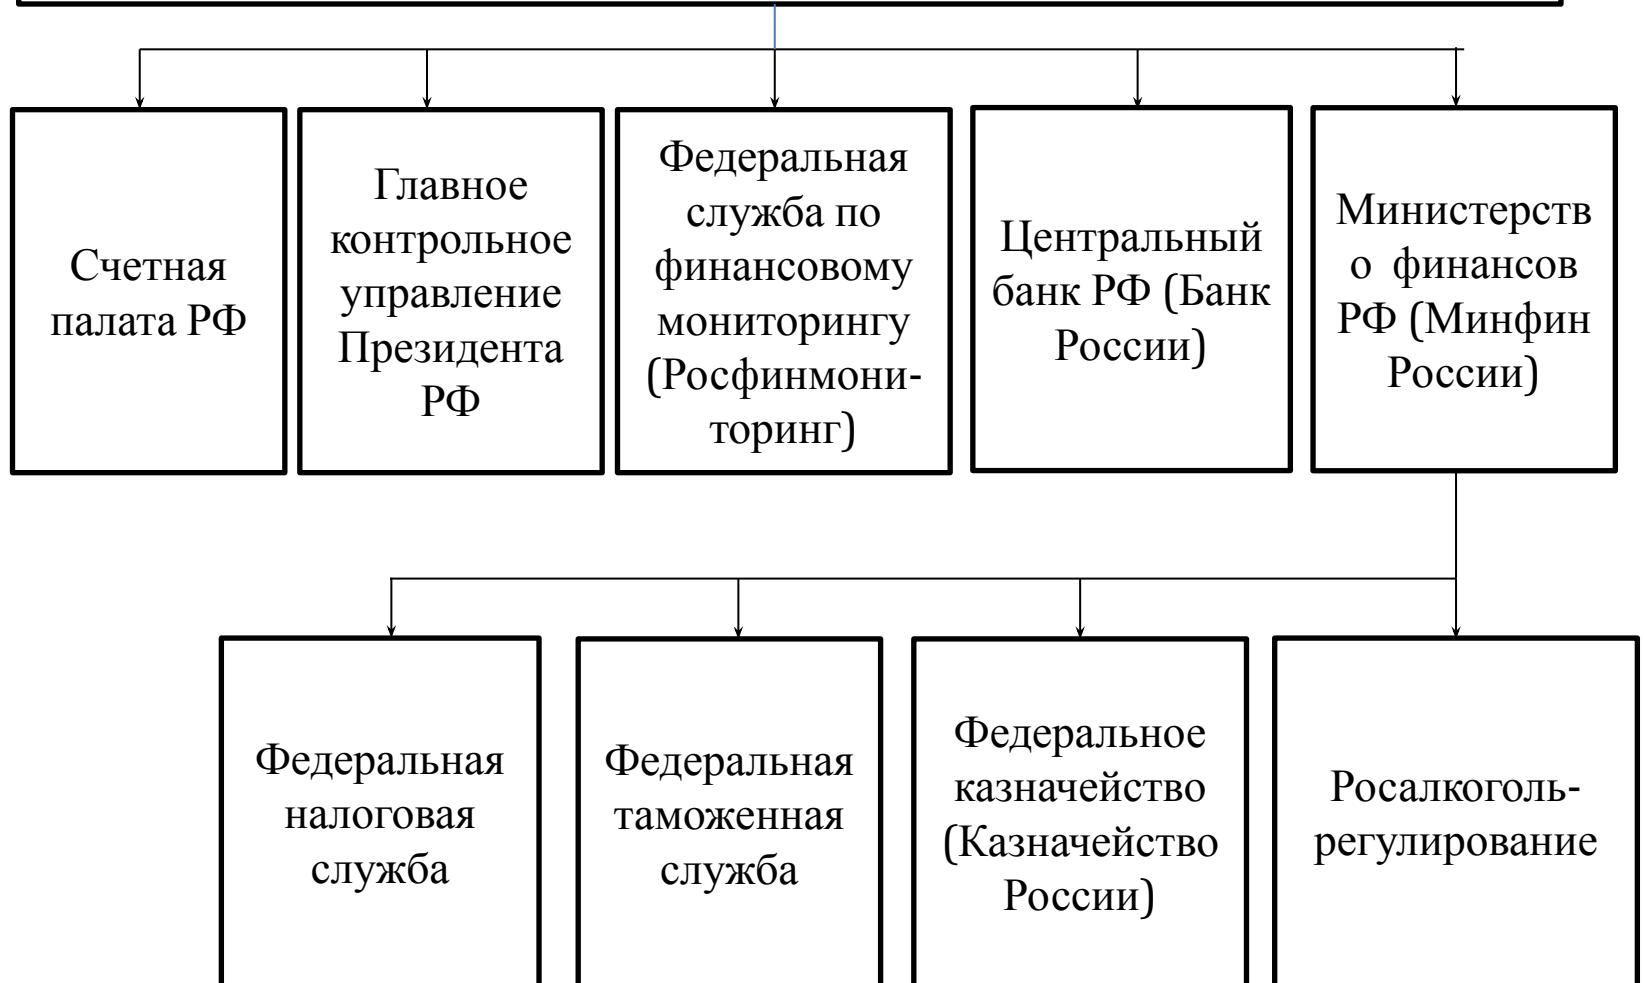 Счетная
палата РФ
Главное
контрольное
управление
Президента
РФ
Федеральная
служба по
финансовому
мониторингу
(Росфинмони-
торинг)
Центральный
банк РФ (Банк
России)
Министерств
о финансов
РФ (Минфин
России)
Федеральная
налоговая
служба
Федеральная
таможенная
служба
Федеральное
казначейство
(Казначейство
России)
Росалкоголь-
регулирование